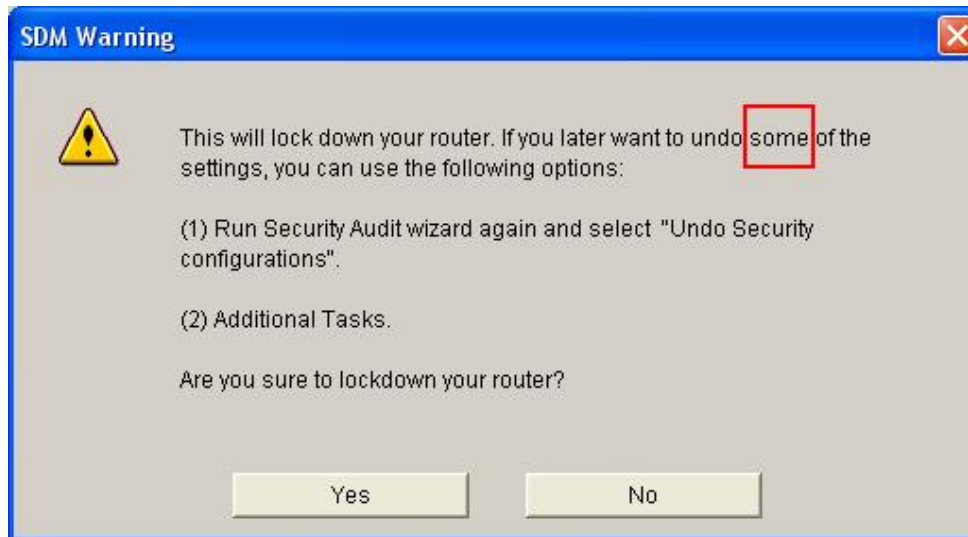 SDM Warning
This will lock down your router. If you later want to undo some of the
settings, you can use the following options:
(1) Run Security Audit wizard again and select "Undo Security
configurations".
(2) Additional Tasks.
Are you sure to lockdown your router?
Yes
No